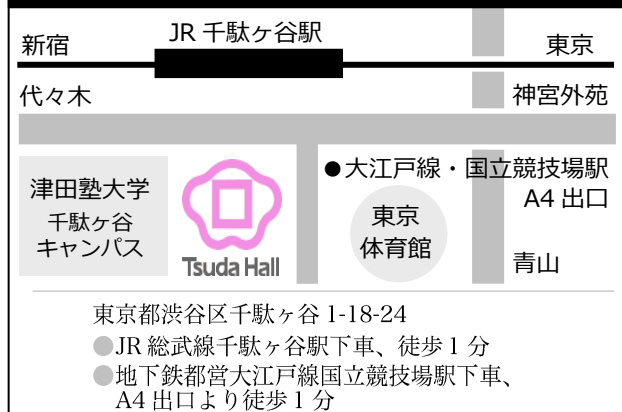 新宿
JR 千駄ヶ谷駅
東京
代々木
神宮外苑
●大江戸線・国立競技場駅
A4 出口
津田塾大学
千駄ヶ谷
キャンパス
Tsuda Hall
東京
体育館
青山
東京都渋谷区千駄ヶ谷 1-18-24
●JR 総武線千駄ヶ谷駅下車、徒歩 1 分
●地下鉄都営大江戸線国立競技場駅下車、
A4 出口より徒歩 1 分